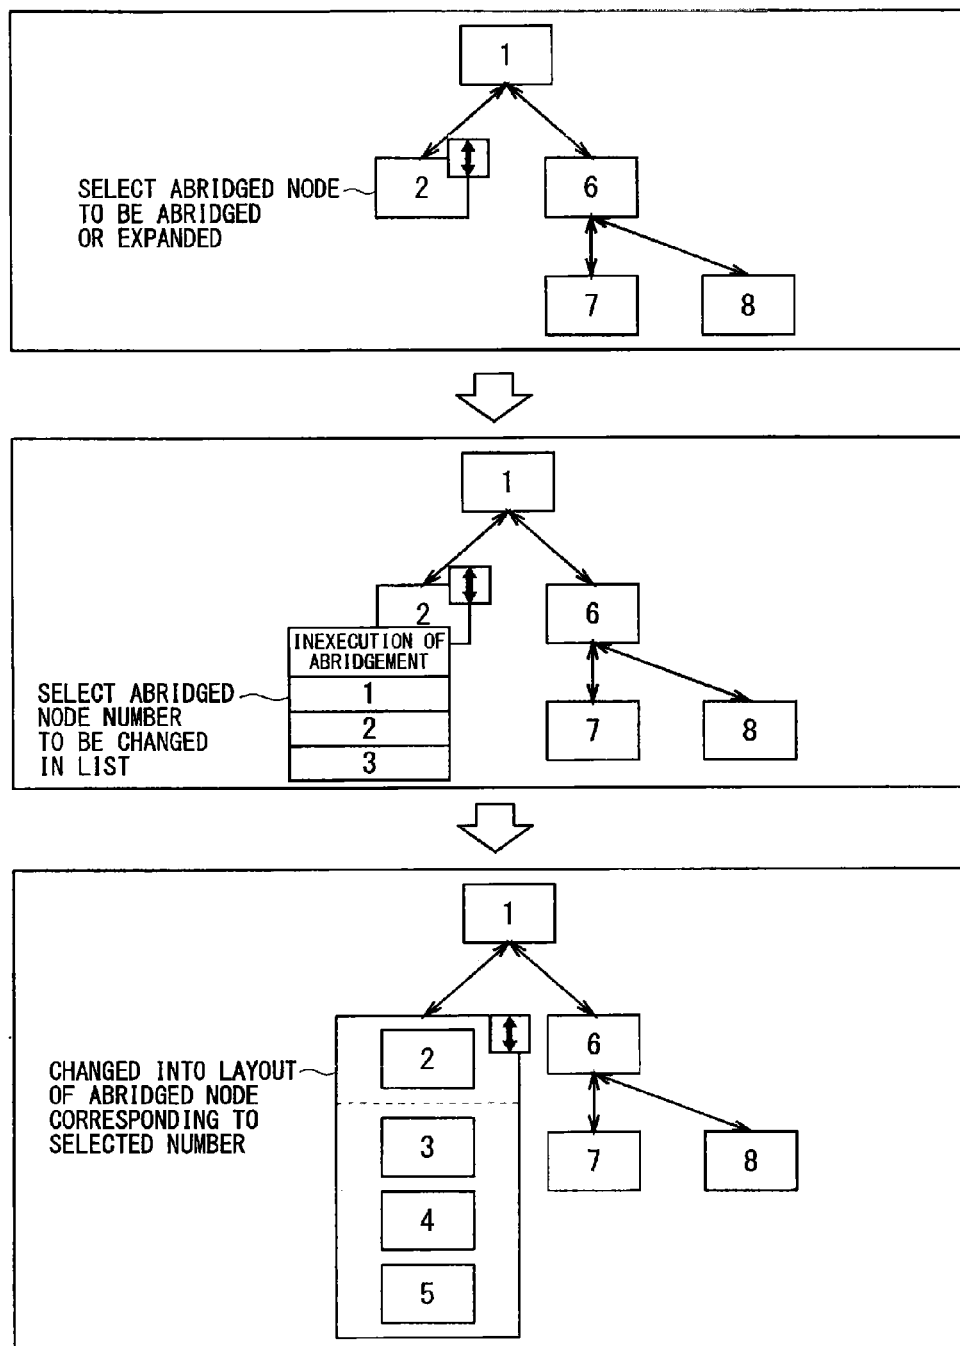 1
2
6
SELECT ABRIDGED NODE
TO BE ABRIDGED
OR EXPANDED
7
8
1
2
6
INEXECUTION OF
ABRIDGEMENT
1
2
3
SELECT ABRIDGED
NODE NUMBER
TO BE CHANGED
IN LIST
7
8
1
2
6
CHANGED INTO LAYOUT
OF ABRIDGED NODE
CORRESPONDING TO
SELECTED NUMBER
3
4
5
7
8